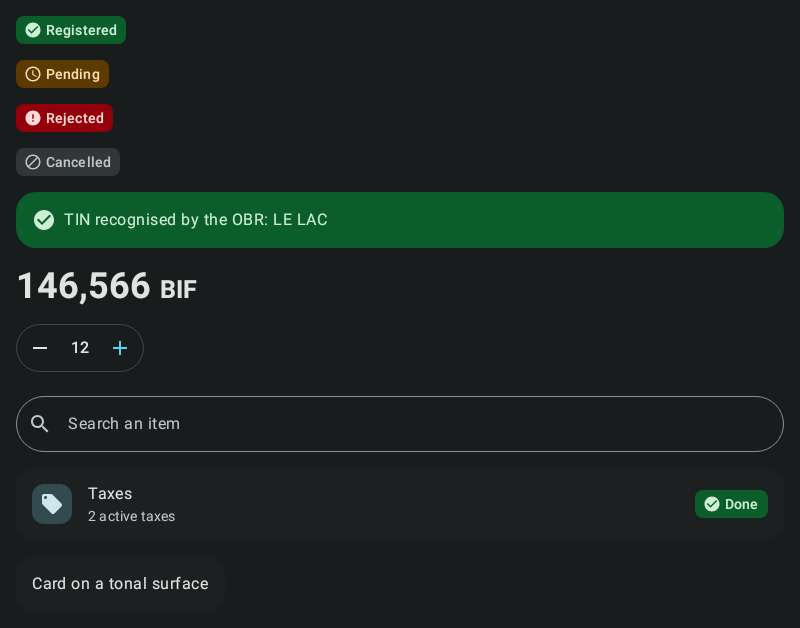 Registered
Pending
Rejected
Cancelled
TIN recognised by the OBR: LE LAC
146,566 BIF
12
Search an item
Taxes
2 active taxes
Done
Card on a tonal surface